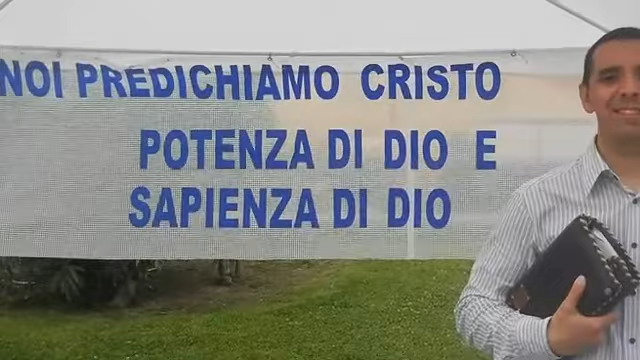 NOI PREDICHIAMO CRISTO
POTENZA DI DIO E
SAPIENZA DI DIO